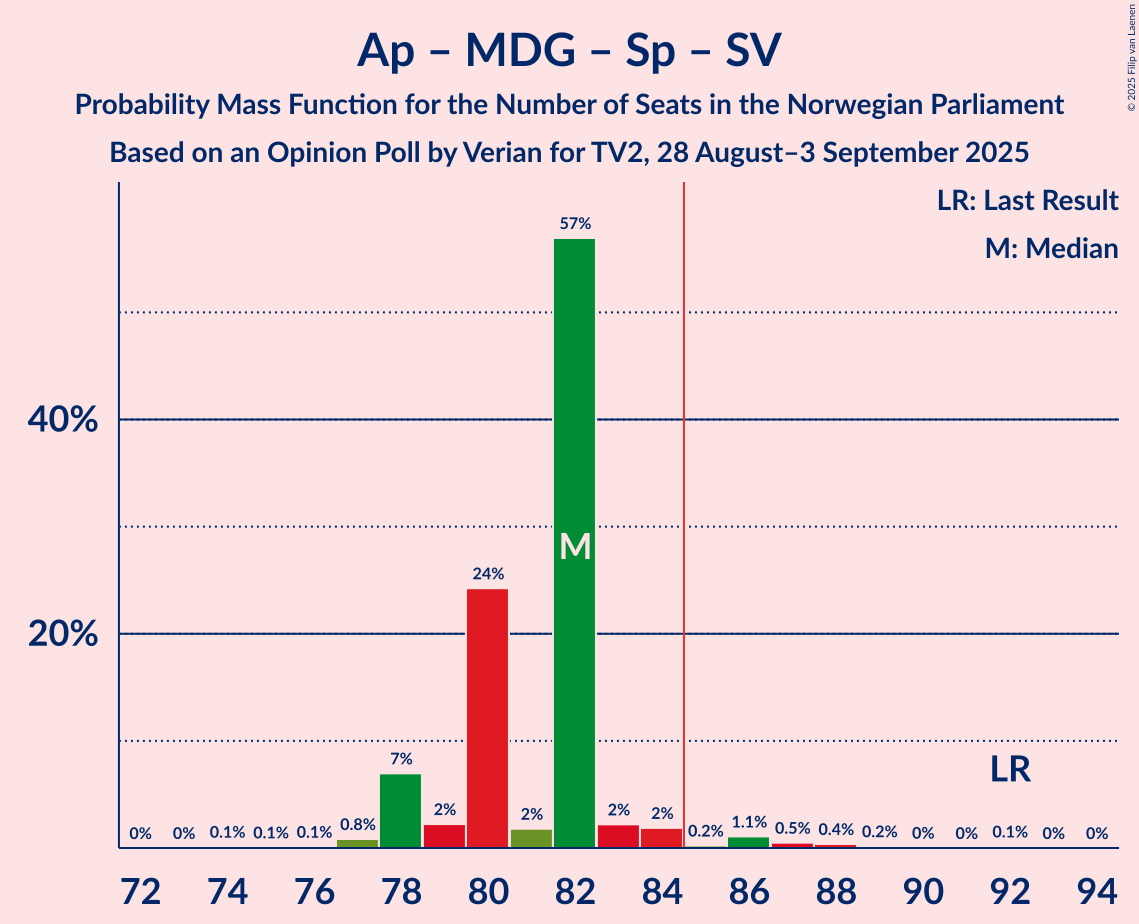 Ap – MDG – Sp – SV
Probability Mass Function for the Number of Seats in the Norwegian Parliament
Based on an Opinion Poll by Verian for TV2, 28 August–3 September 2025
© 2025 Filip van Laenen
LR: Last Result
M: Median
57%
40%
M
24%
20%
7%
LR
0% 0% 0.1% 0.1% 0.1% 0.8% 2% 2% 2% 2% 0.2% 1.1% 0.5% 0.4% 0.2% 0% 0% 0.1% 0% 0%
72 74 76 78 80 82 84 86 88 90 92 94